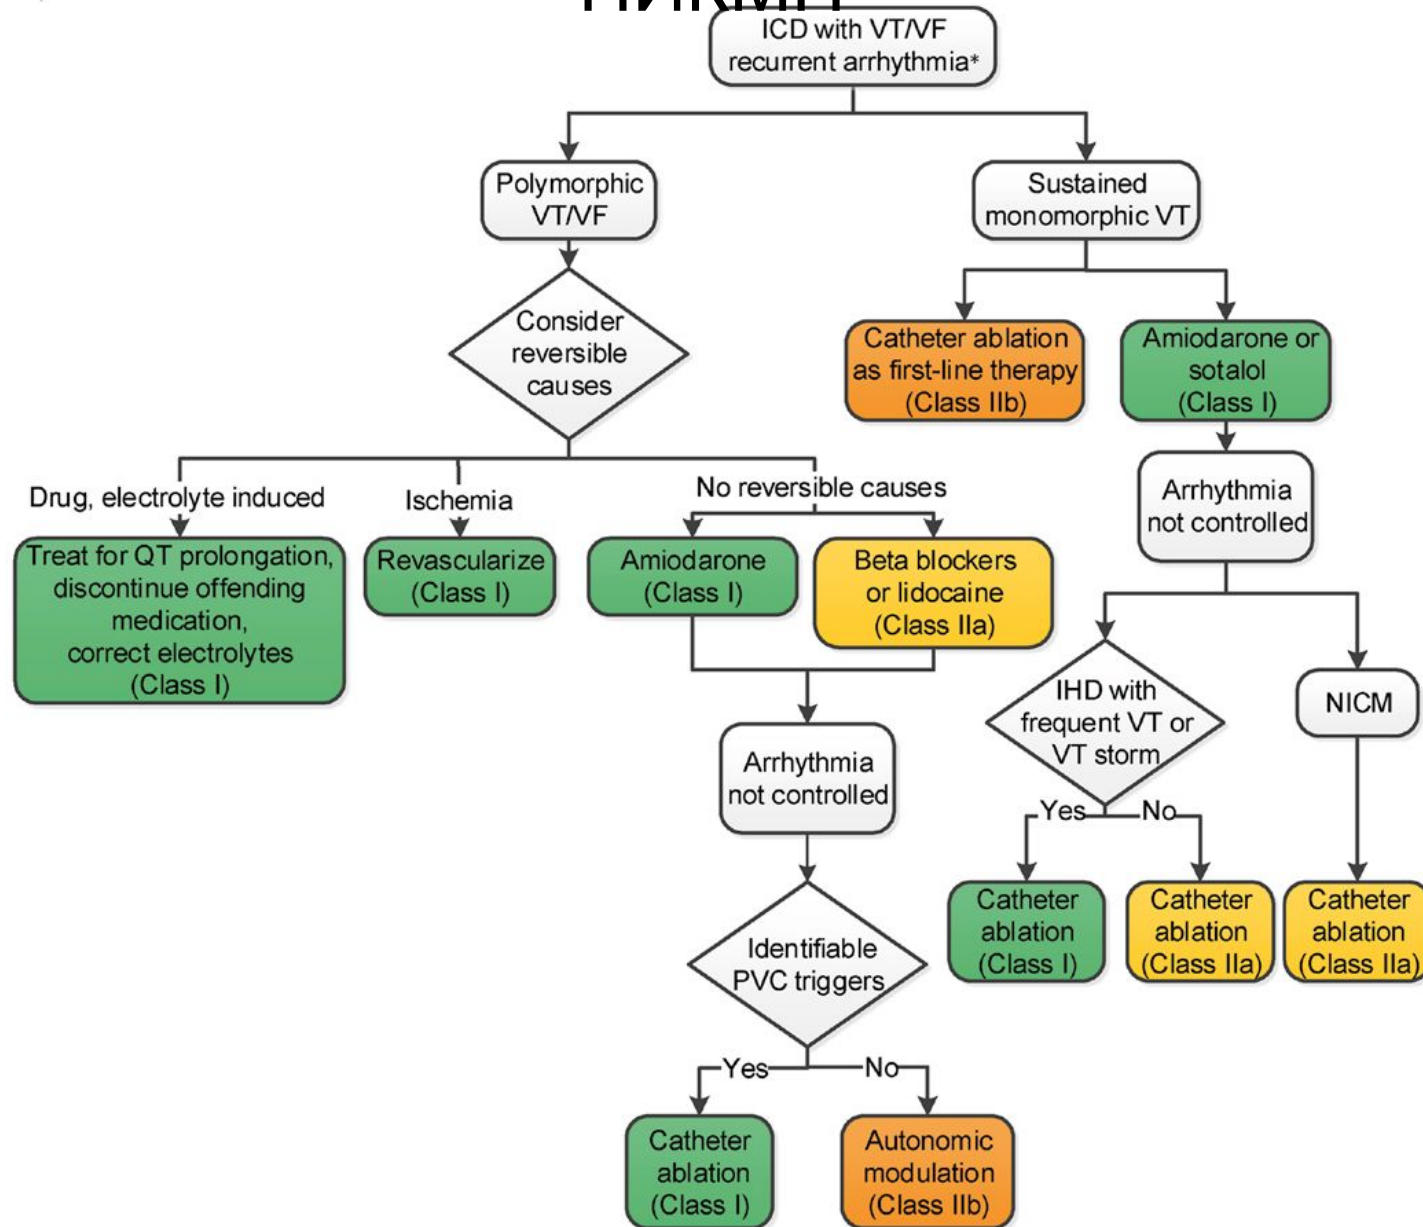 ICD with VT/VF
recurrent arrhythmia*
Polymorphic
VT/VF
Sustained
monomorphic VT
Consider
reversible
causes
Catheter ablation
as first-line therapy
(Class IIb)
Amiodarone or
sotalol
(Class I)
Drug, electrolyte induced
Ischemia
No reversible causes
Arrhythmia
not controlled
Treat for QT prolongation,
discontinue offending
medication,
correct electrolytes
(Class I)
Revascularize
(Class I)
Amiodarone
(Class I)
Beta blockers
or lidocaine
(Class IIa)
IHD with
frequent VT or
VT storm
NICM
Arrhythmia
not controlled
Yes
No
Catheter
ablation
(Class I)
Catheter
ablation
(Class IIa)
Catheter
ablation
(Class IIa)
Identifiable
PVC triggers
Yes
No
Catheter
ablation
(Class I)
Autonomic
modulation
(Class IIb)